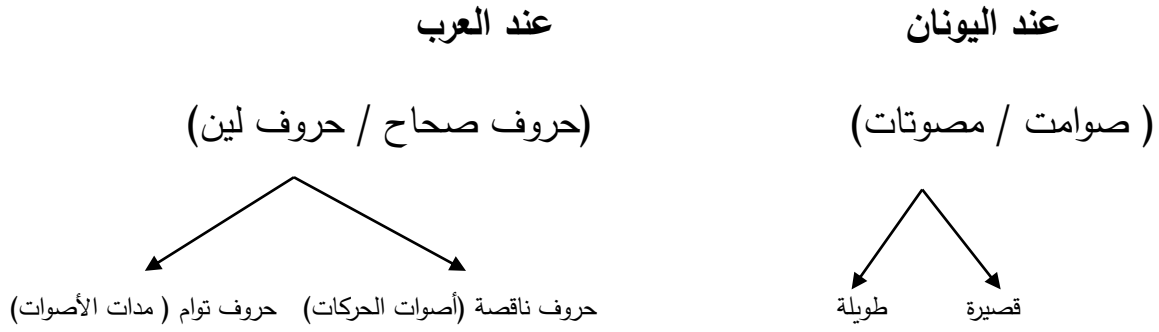 عند اليونان
عند العرب
( صوامت / مصوتات)
(حروف صحاح / حروف لين)
قصيرة
طويلة
حروف ناقصة (أصوات الحركات)
حروف توام ( مدات الأصوات)